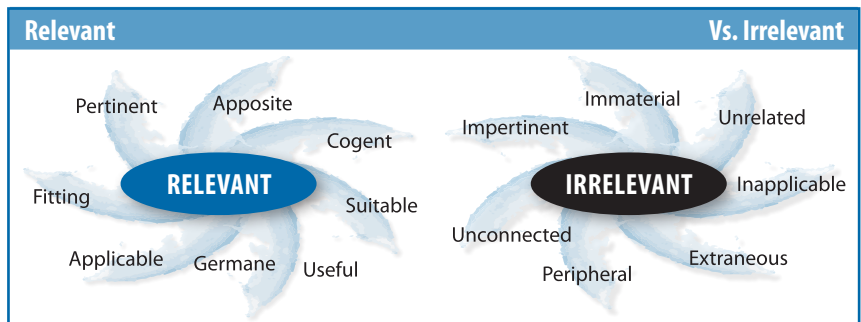 Relevant
Vs. Irrelevant
Pertinent
Apposite
Cogent
Fitting
RELEVANT
Suitable
Applicable
Germane
Useful
Immaterial
Unrelated
Impertinent
IRRELEVANT
Inapplicable
Unconnected
Peripheral
Extraneous